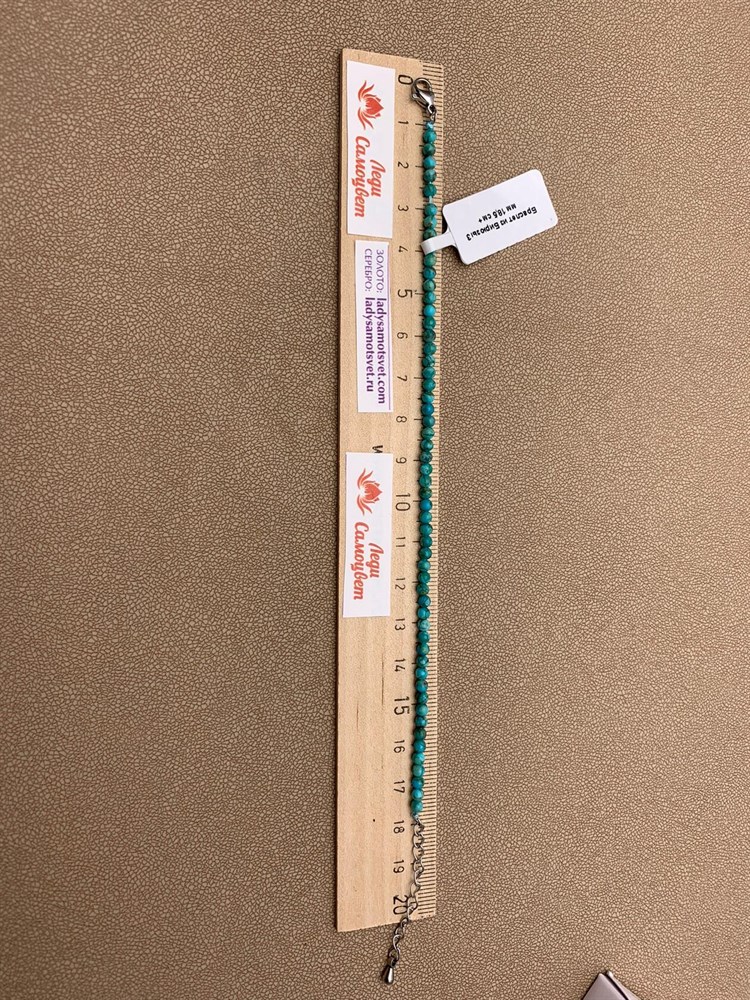 Леди
Самоцвет
ЗОЛОТО: ladysamotsvet.com
СЕРЕБРО: ladysamotsvet.ru
Леди
Самоцвет
Браслет из Бирюзы 3
мм 18,5 см+
0
1
2
3
4
5
6
7
8
9
10
11
12
13
14
15
16
17
18
19
20